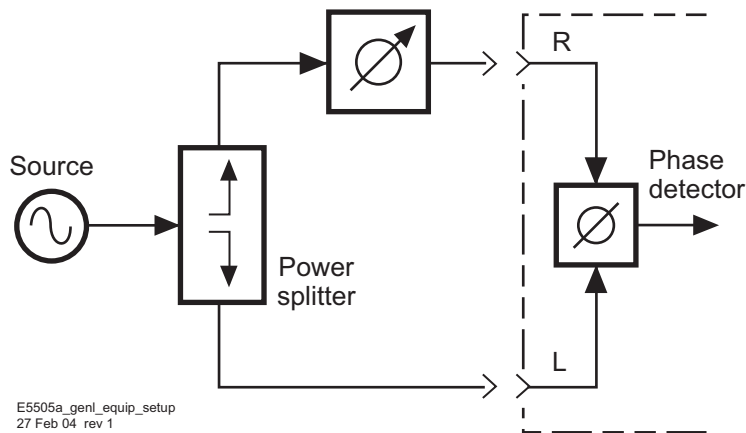 R
Source
Phase
detector
Power
splitter
L
E5505a_genl_equip_setup
27 Feb 04 rev 1